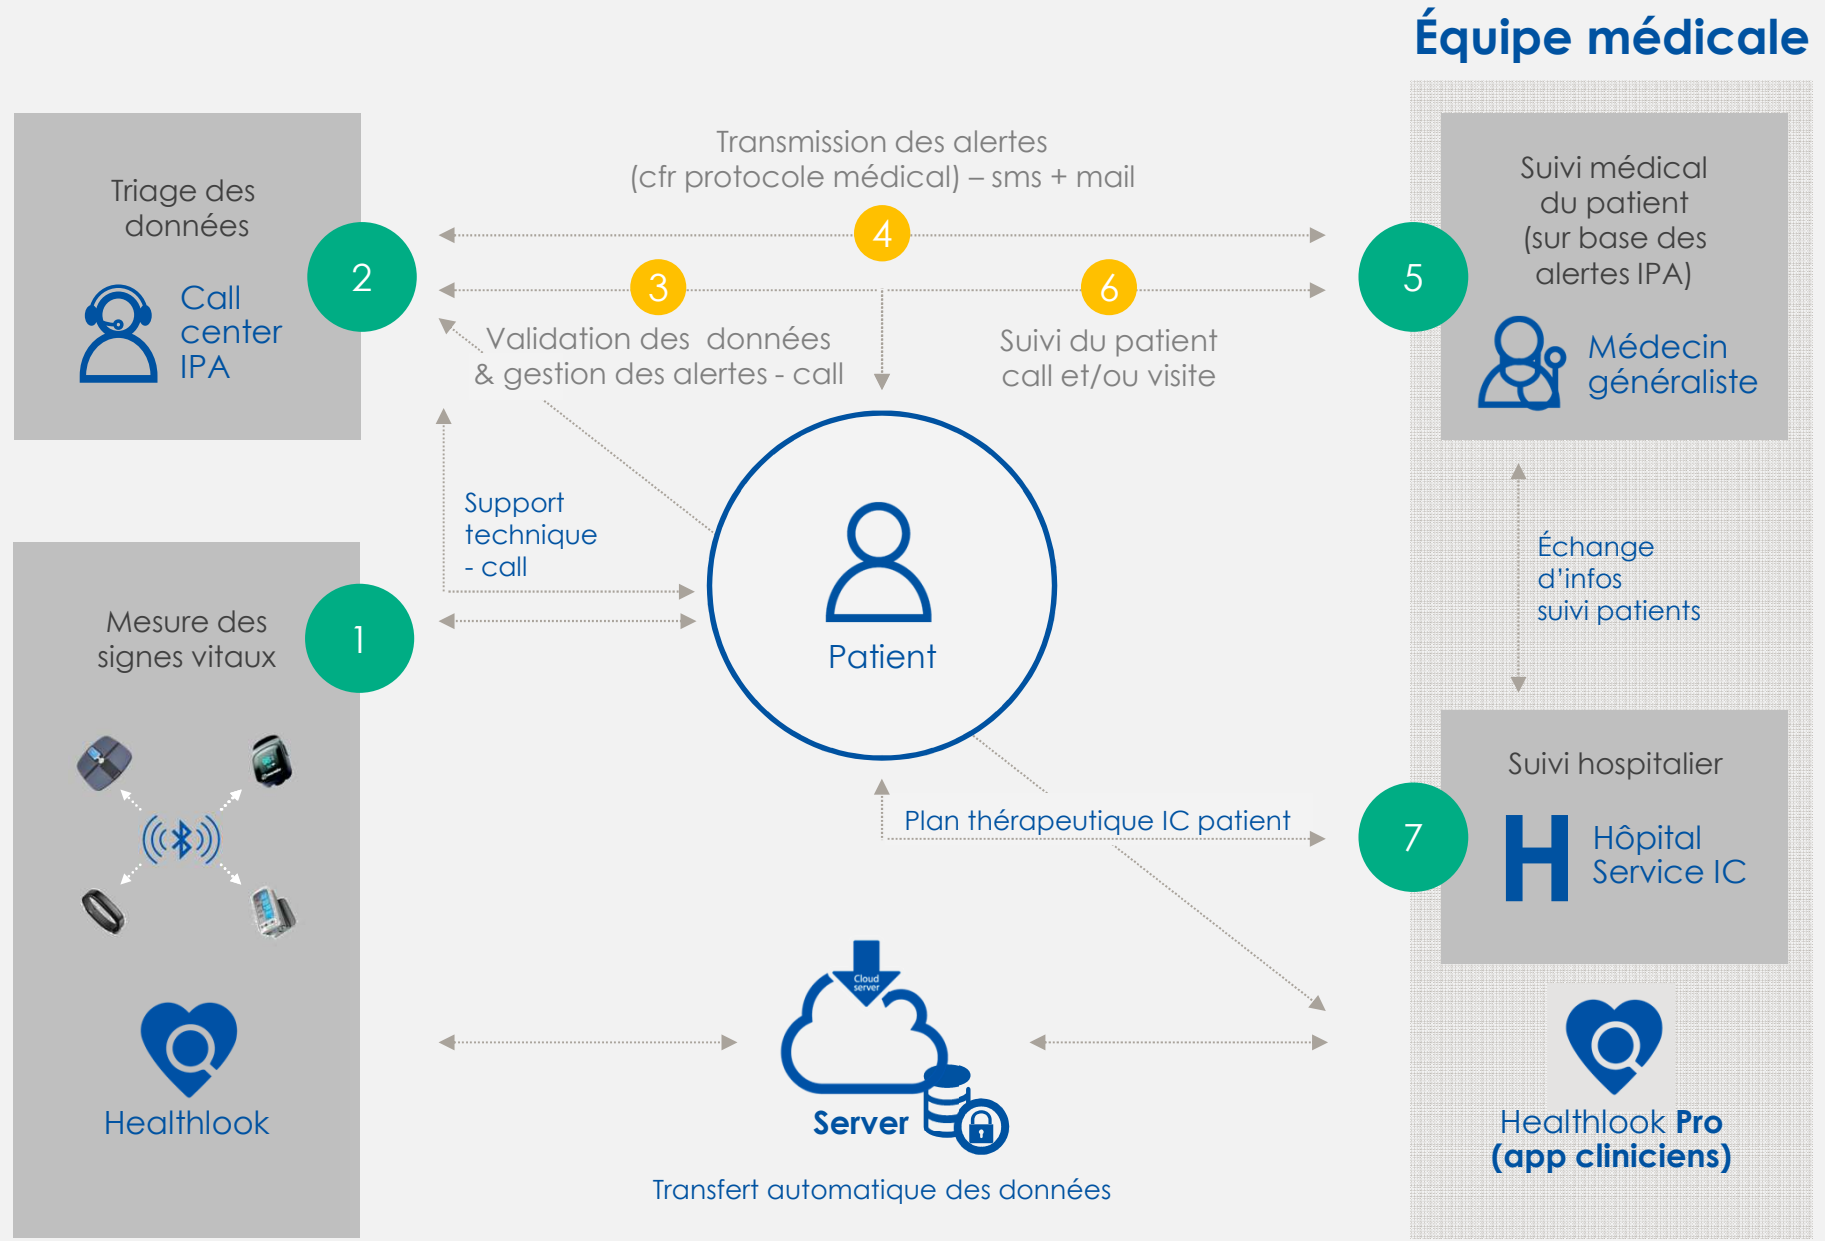 Équipe médicale
Triage des
données
2
Call
center
IPA
Transmission des alertes
(cfr protocole médical) – sms + mail
4
3
6
Validation des  données
& gestion des alertes - call
Suivi du patient
call et/ou visite
5
Suivi médical
du patient
(sur base des
alertes IPA)
Médecin
généraliste
Support
technique
- call
Patient
Échange
d'infos
suivi patients
Mesure des
signes vitaux
1
Healthlook
Plan thérapeutique IC patient
7
Suivi hospitalier
H
Hôpital
Service IC
Cloud
server
Server
Transfert automatique des données
Healthlook Pro
(app cliniciens)